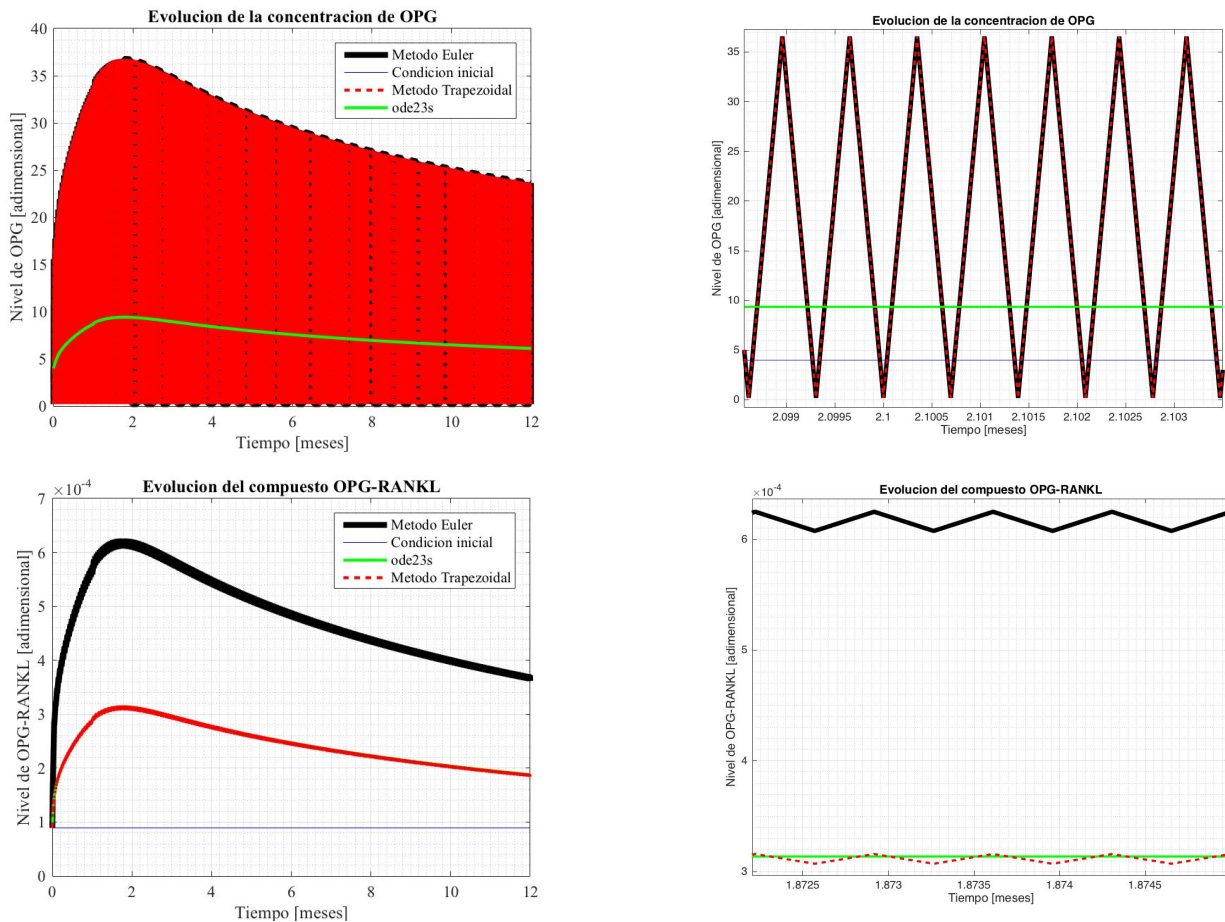 Evolucion de la concentracion de OPG
Nivel de OPG [adimensional]
40
35
30
25
20
15
10
5
0
Metodo Euler
Condicion inicial
Metodo Trapezoidal
ode23s
0 2 4 6 8 10 12
Tiempo [meses]
Evolucion de la concentracion de OPG
Nivel de OPG [adimensional]
35
30
25
20
15
10
5
0
2.099 2.0995 2.1 2.1005 2.101 2.1015 2.102 2.1025 2.103
Tiempo [meses]
Evolucion del compuesto OPG-RANKL
×10⁻⁴
Nivel de OPG-RANKL [adimensional]
7
6
5
4
3
2
1
0
Metodo Euler
Condicion inicial
ode23s
Metodo Trapezoidal
0 2 4 6 8 10 12
Tiempo [meses]
Evolucion del compuesto OPG-RANKL
×10⁻⁴
Nivel de OPG-RANKL [adimensional]
6
5
4
3
1.8725 1.873 1.8735 1.874 1.8745
Tiempo [meses]